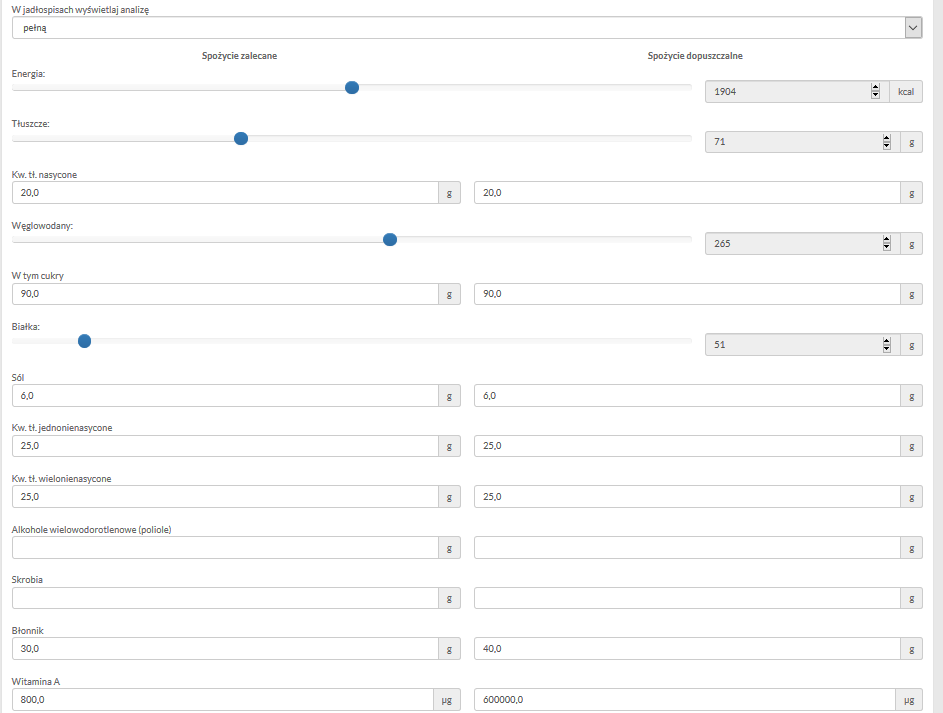 W jadłospisach wyświetlaj analizę
pełną
Spożycie zalecane Spożycie dopuszczalne
Energia:
1904 kcal
Tłuszcze:
71 g
Kw. tł. nasycone
20,0 g 20,0 g
Węglowodany:
265 g
W tym cukry
90,0 g 90,0 g
Białka:
51 g
Sól
6,0 g 6,0 g
Kw. tł. jednonienasycone
25,0 g 25,0 g
Kw. tł. wielonienasycone
25,0 g 25,0 g
Alkohole wielowodorotlenowe (poliole)
g g
Skrobia
g g
Błonnik
30,0 g 40,0 g
Witamina A
800,0 µg 600000,0 µg